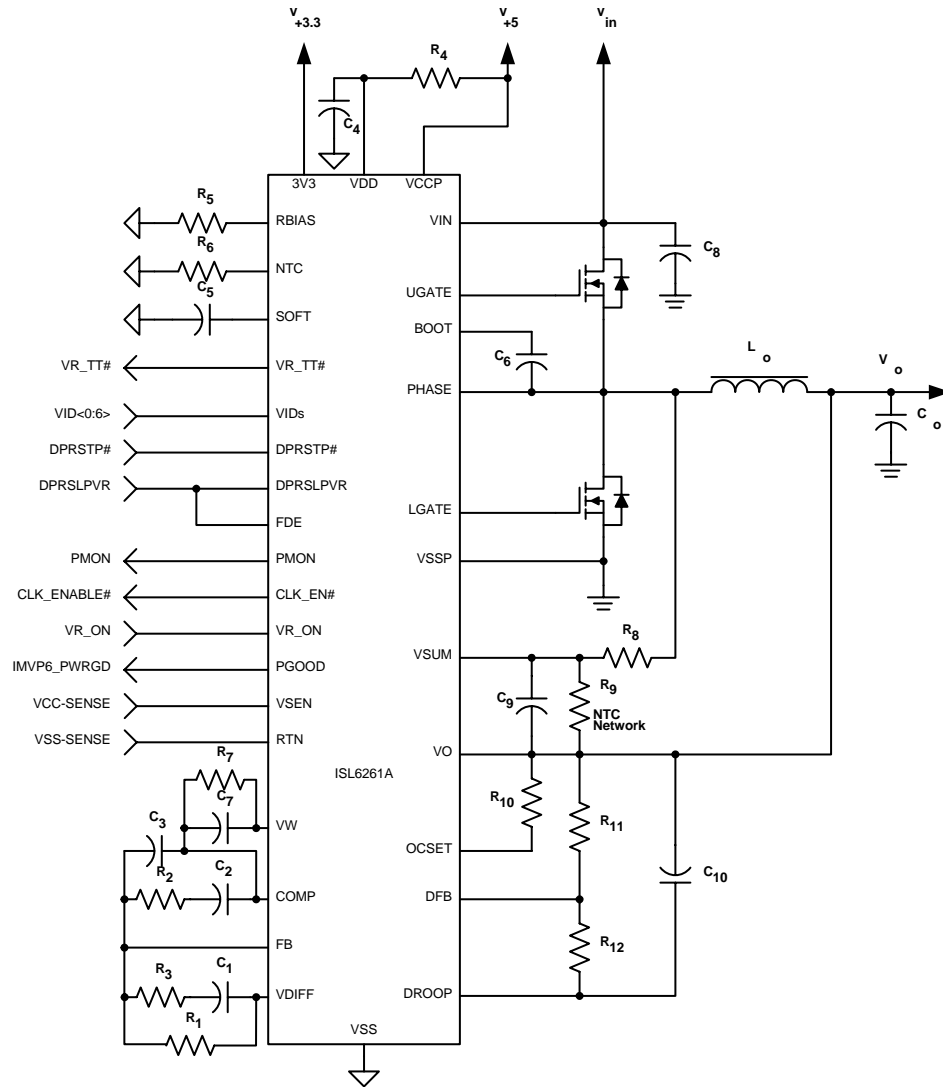 V+3.3
V+5
Vin
R4
C4
3V3
VDD
VCCP
R5
RBIAS
VIN
R6
NTC
C8
C5
UGATE
SOFT
BOOT
C6
Lo
Vo
VR_TT#
VR_TT#
PHASE
Co
VID<0:6>
VIDs
DPRSTP#
DPRSTP#
DPRSLPVR
DPRSLPVR
LGATE
FDE
PMON
PMON
VSSP
CLK_ENABLE#
CLK_EN#
VR_ON
VR_ON
R8
VSUM
IMVP6_PWRGD
PGOOD
R9
C9
NTC
Network
VCC-SENSE
VSEN
VSS-SENSE
RTN
VO
R7
ISL6261A
R10
C7
C3
VW
R11
OCSET
R2
C2
C10
COMP
DFB
FB
R12
R3
C1
VDIFF
DROOP
R1
VSS